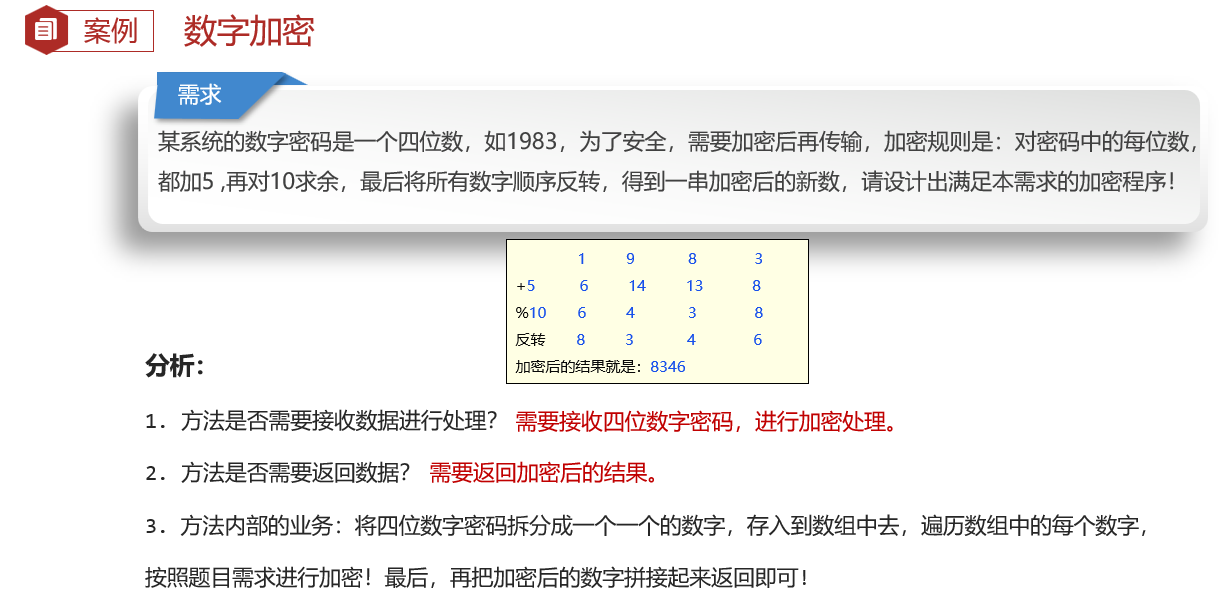 案例 数字加密
需求
某系统的数字密码是一个四位数，如1983，为了安全，需要加密后再传输，加密规则是：对密码中的每位数，
都加5 ,再对10求余，最后将所有数字顺序反转，得到一串加密后的新数，请设计出满足本需求的加密程序！
1 9 8 3
+5 6 14 13 8
%10 6 4 3 8
反转 8 3 4 6
加密后的结果就是：8346
分析：
1. 方法是否需要接收数据进行处理？ 需要接收四位数字密码，进行加密处理。
2. 方法是否需要返回数据？ 需要返回加密后的结果。
3. 方法内部的业务：将四位数字密码拆分成一个一个的数字，存入到数组中去，遍历数组中的每个数字，
按照题目需求进行加密！最后，再把加密后的数字拼接起来返回即可！